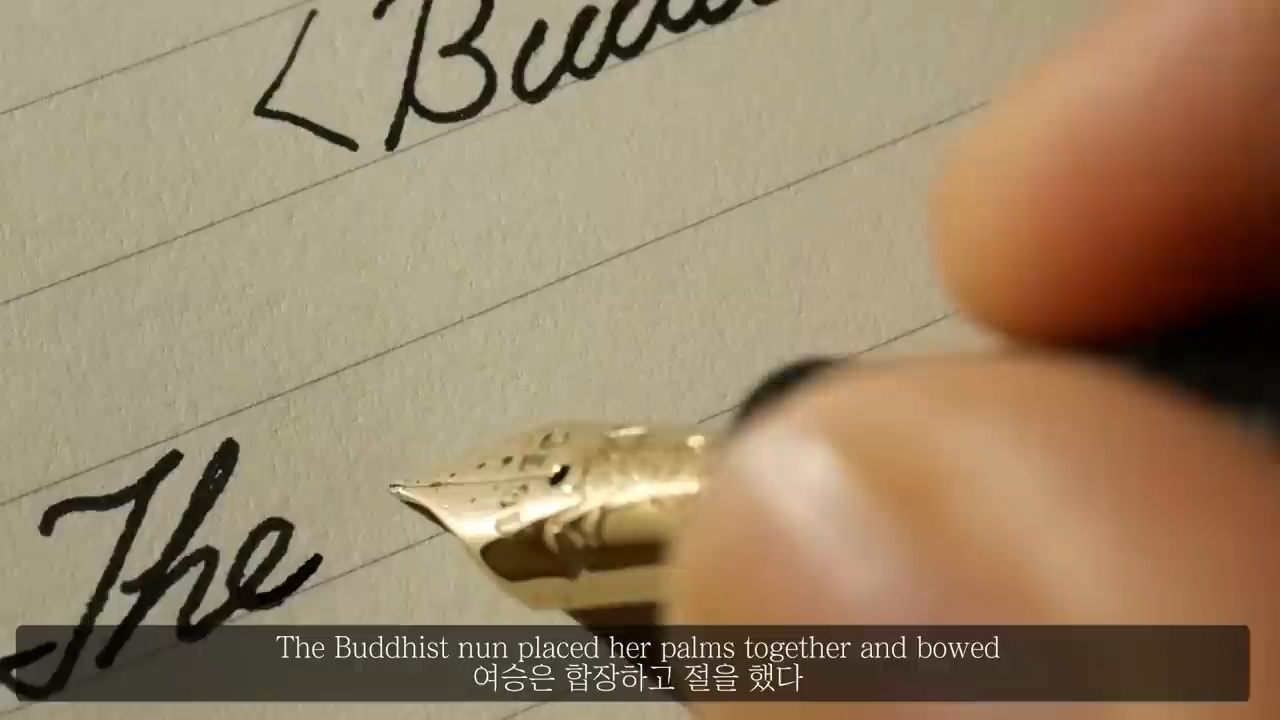 The
The Buddhist nun placed her palms together and bowed
여승은 합장하고 절을 했다